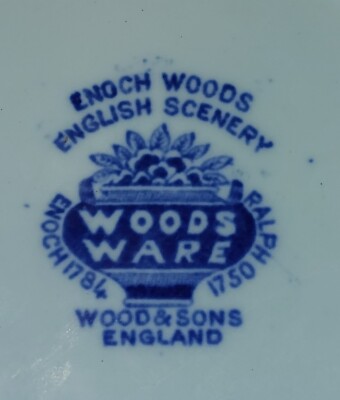 ENOCH WOODS
ENGLISH SCENERY
WOODS
WARE
ENOCH 1784
RALPH 1750
WOOD & SONS
ENGLAND